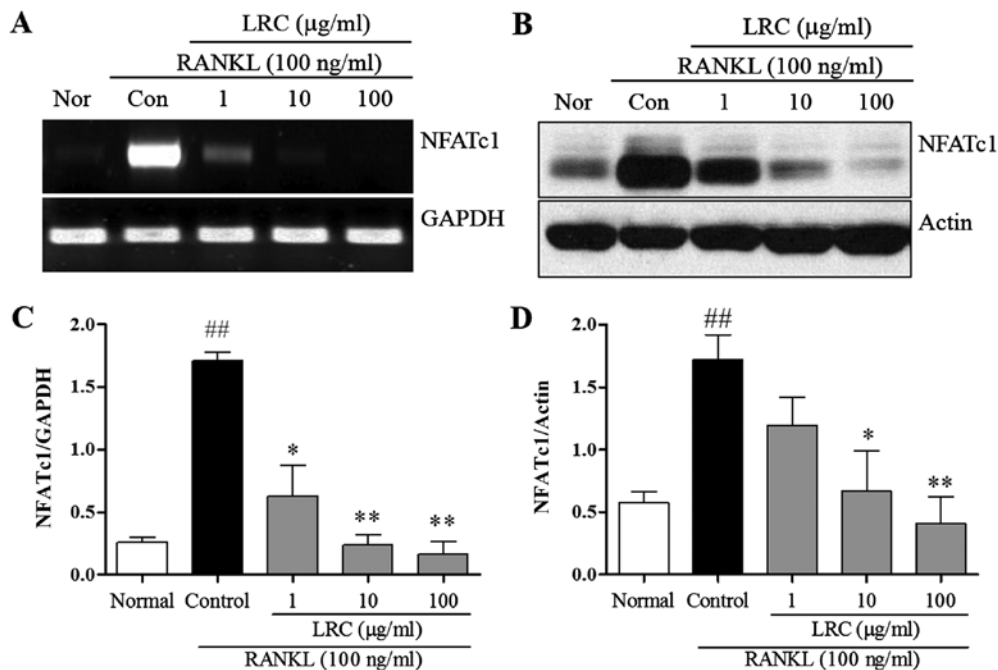 A
LRC (μg/ml)
RANKL (100 ng/ml)
Nor Con 1 10 100
NFATc1
GAPDH
B
LRC (μg/ml)
RANKL (100 ng/ml)
Nor Con 1 10 100
NFATc1
Actin
C
NFATc1/GAPDH
2.0
1.5
1.0
0.5
0.0
##
*
**
**
Normal Control 1 10 100
LRC (μg/ml)
RANKL (100 ng/ml)
D
NFATc1/Actin
2.0
1.5
1.0
0.5
0.0
##
*
**
Normal Control 1 10 100
LRC (μg/ml)
RANKL (100 ng/ml)